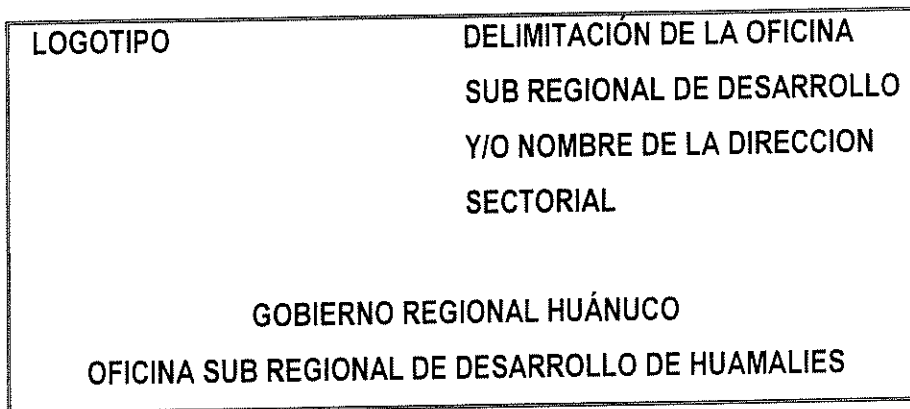 LOGOTIPO
DELIMITACIÓN DE LA OFICINA
SUB REGIONAL DE DESARROLLO
Y/O NOMBRE DE LA DIRECCION
SECTORIAL
GOBIERNO REGIONAL HUÁNUCO
OFICINA SUB REGIONAL DE DESARROLLO DE HUAMALIES